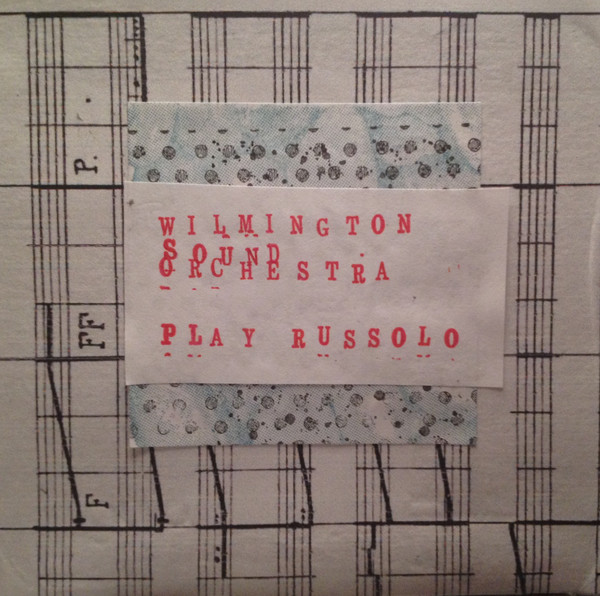 WILMINGTON
SOUND
ORCHESTRA
PLAY RUSSOLO
P.
FF
F